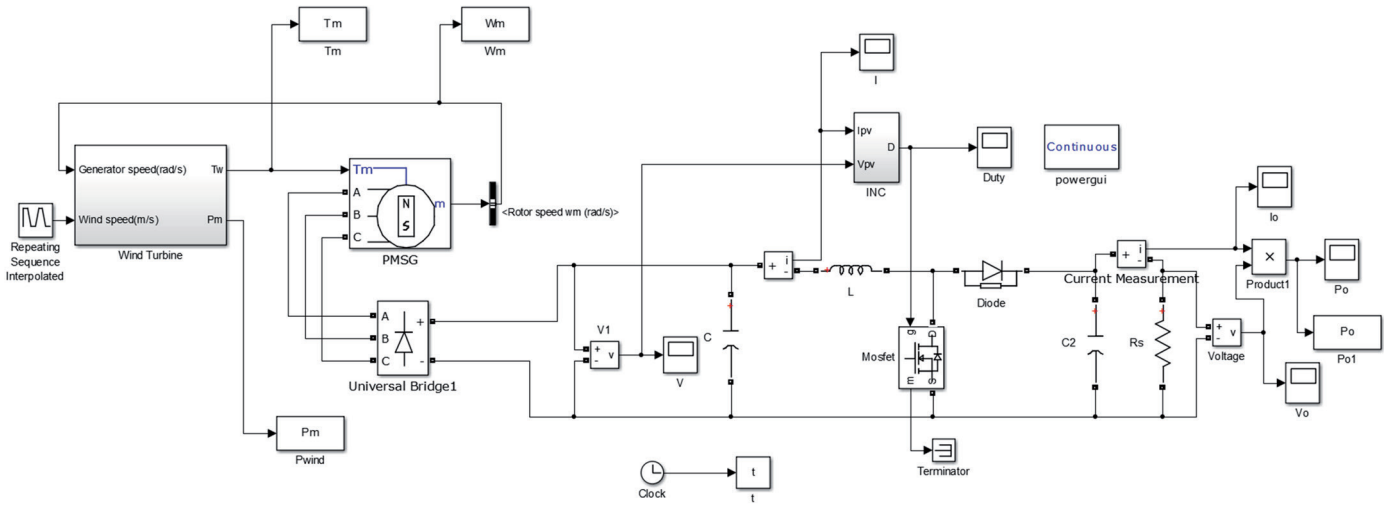 Tm
Tm
Wm
Wm
I
Generator speed(rad/s)
Tw
Wind speed(m/s)
Pm
Wind Turbine
Repeating
Sequence
Interpolated
Tm
A
B
C
N
S
m
PMSG
<Rotor speed wm (rad/s)>
Ipv
Vpv
D
INC
Duty
Continuous
powergui
Io
A
B
C
+
-
Universal Bridge1
V1
+
-
v
V
C
+
i
-
+
L
Diode
g
D
m
S
Mosfet
Terminator
+
i
-
Current Measurement
+
C2
+
Rs
+
-
v
Voltage
×
Product1
Po
Po
Po1
Vo
Pm
Pwind
Clock
t
t